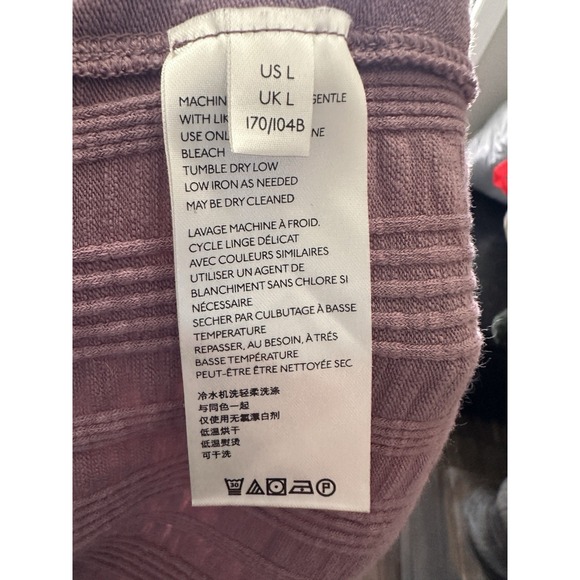 US L
UK L
170/104B
MACHIN GENTLE
WITH LIK
USE ONL NE
BLEACH
TUMBLE DRY LOW
LOW IRON AS NEEDED
MAY BE DRY CLEANED
LAVAGE MACHINE À FROID.
CYCLE LINGE DÉLICAT
AVEC COULEURS SIMILAIRES
UTILISER UN AGENT DE
BLANCHIMENT SANS CHLORE SI
NÉCESSAIRE
SECHER PAR CULBUTAGE À BASSE
TEMPERATURE
REPASSER, AU BESOIN, À TRÉS
BASSE TEMPÉRATURE
PEUT-ÊTRE ÊTRE NETTOYÉE SEC
冷水机洗轻柔洗涤
与同色一起
仅使用无氯漂白剂
低温烘干
低温熨烫
可干洗
30 P